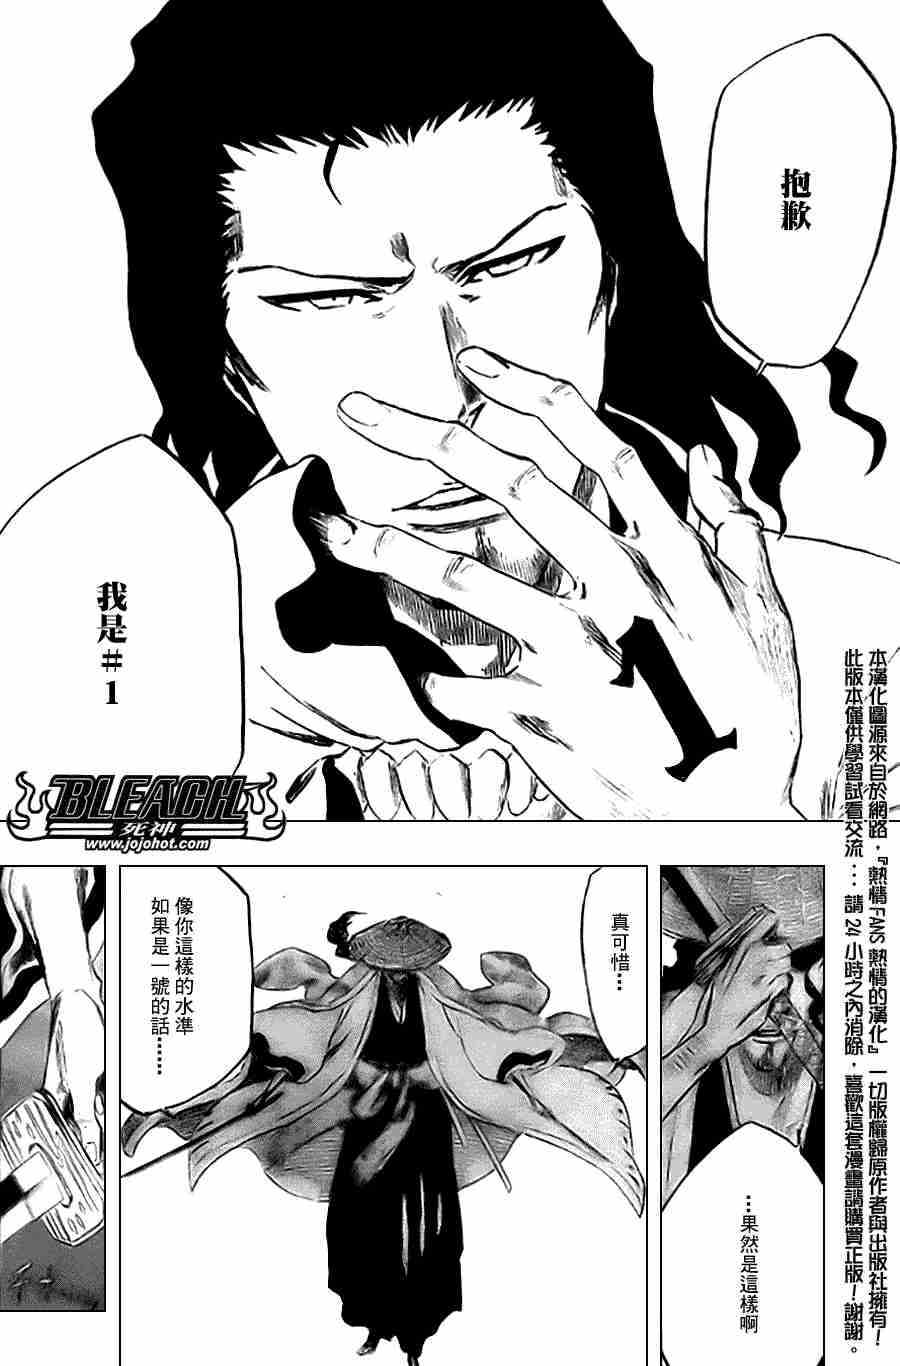 抱歉
我是#1
BLEACH
死神
www.jojohot.com
…果然是這樣啊
真可惜…
像你這樣的水準
如果是一號的話……
本漢化圖源來自於網路，『熱情FANS熱情的漢化』一切版權歸原作者與出版社擁有！
此版本僅供學習試看交流…請24小時之內消除，喜歡這套漫畫請購買正版！謝謝。